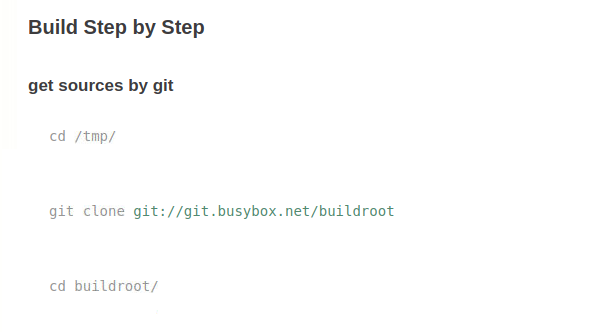 Build Step by Step
get sources by git
cd /tmp/
git clone git://git.busybox.net/buildroot
cd buildroot/